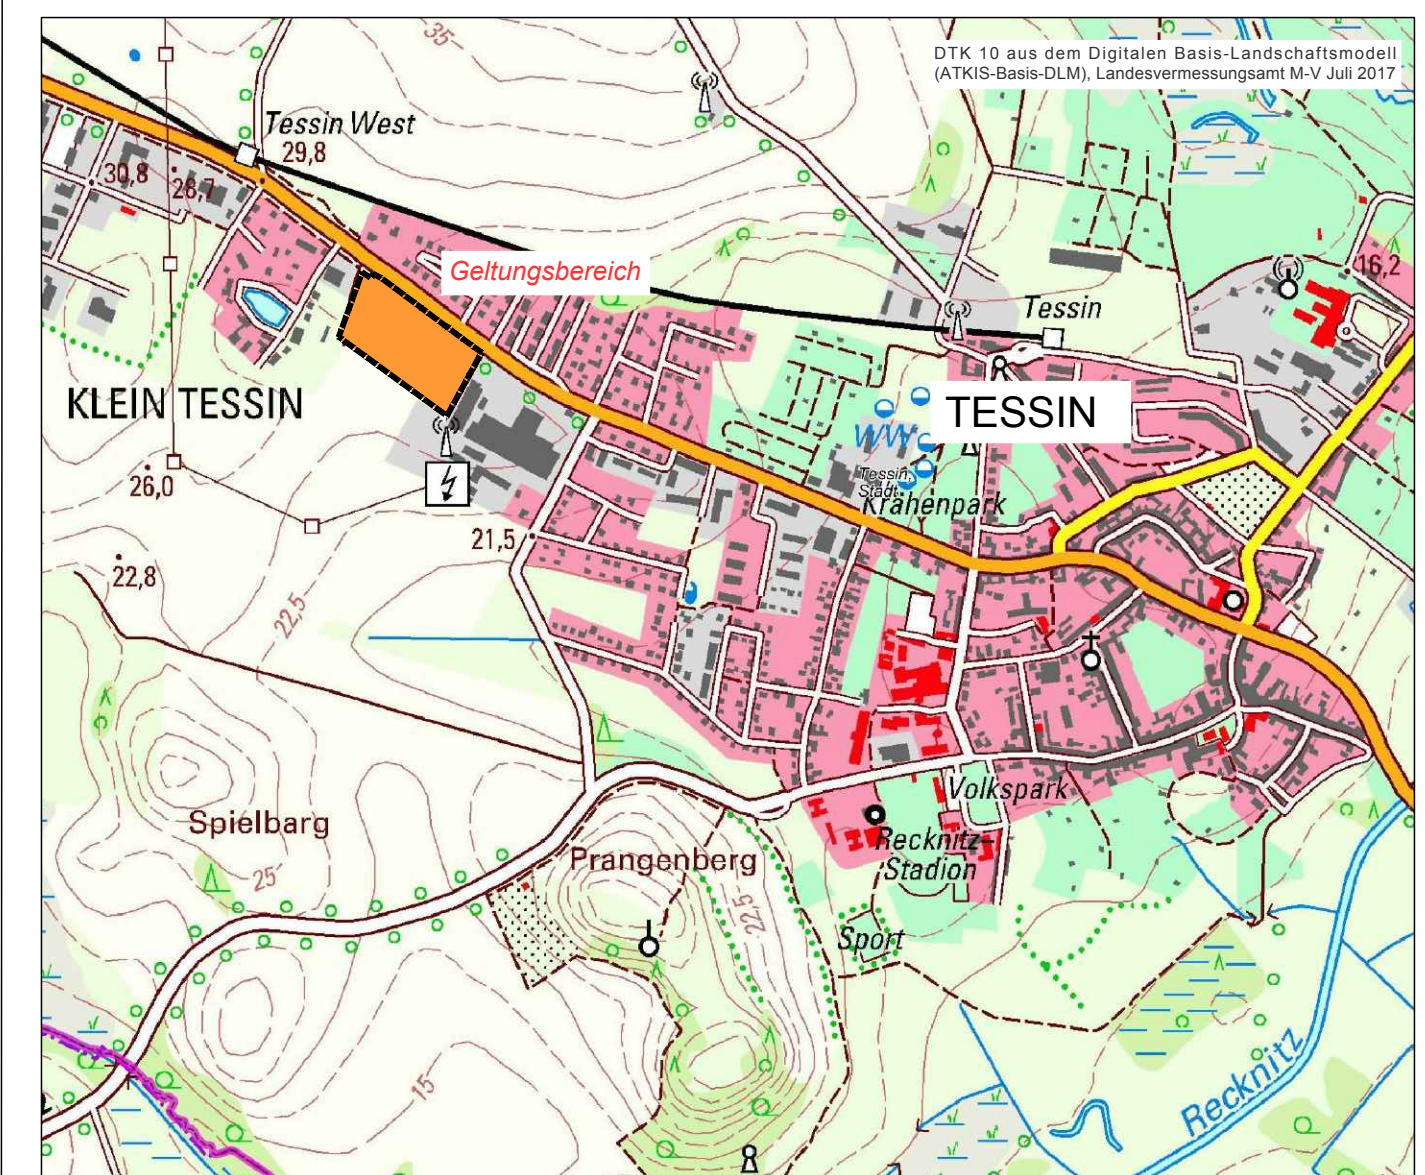 DTK 10 aus dem Digitalen Basis-Landschaftsmodell
(ATKIS-Basis-DLM), Landesvermessungsamt M-V Juli 2017
35
Tessin West
29,8
30,8
28,7
Geltungsbereich
16,2
Tessin
KLEIN TESSIN
TESSIN
WW
Tessin,
Stadt
Krähenpark
26,0
21,5
22,8
22,5
Spielbarg
25
Prangenberg
22,5
Volkspark
Recknitz-
Stadion
Sport
15
Recknitz